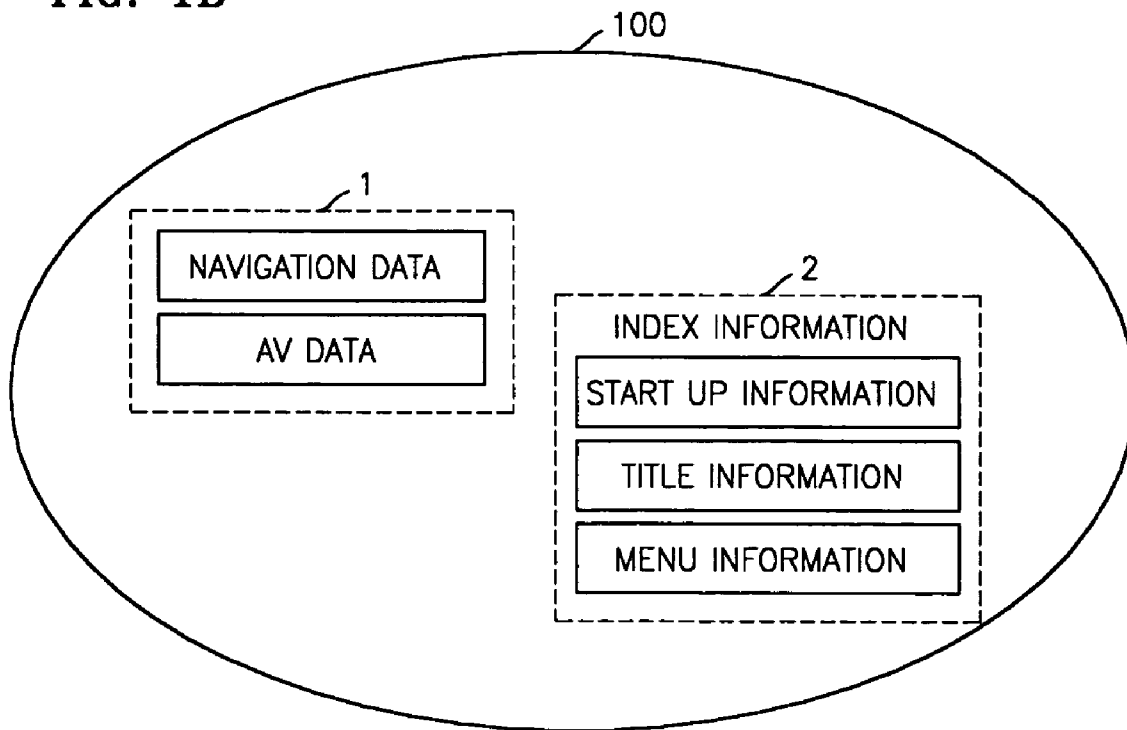 FIG. 1B
100
1
NAVIGATION DATA
AV DATA
2
INDEX INFORMATION
START UP INFORMATION
TITLE INFORMATION
MENU INFORMATION